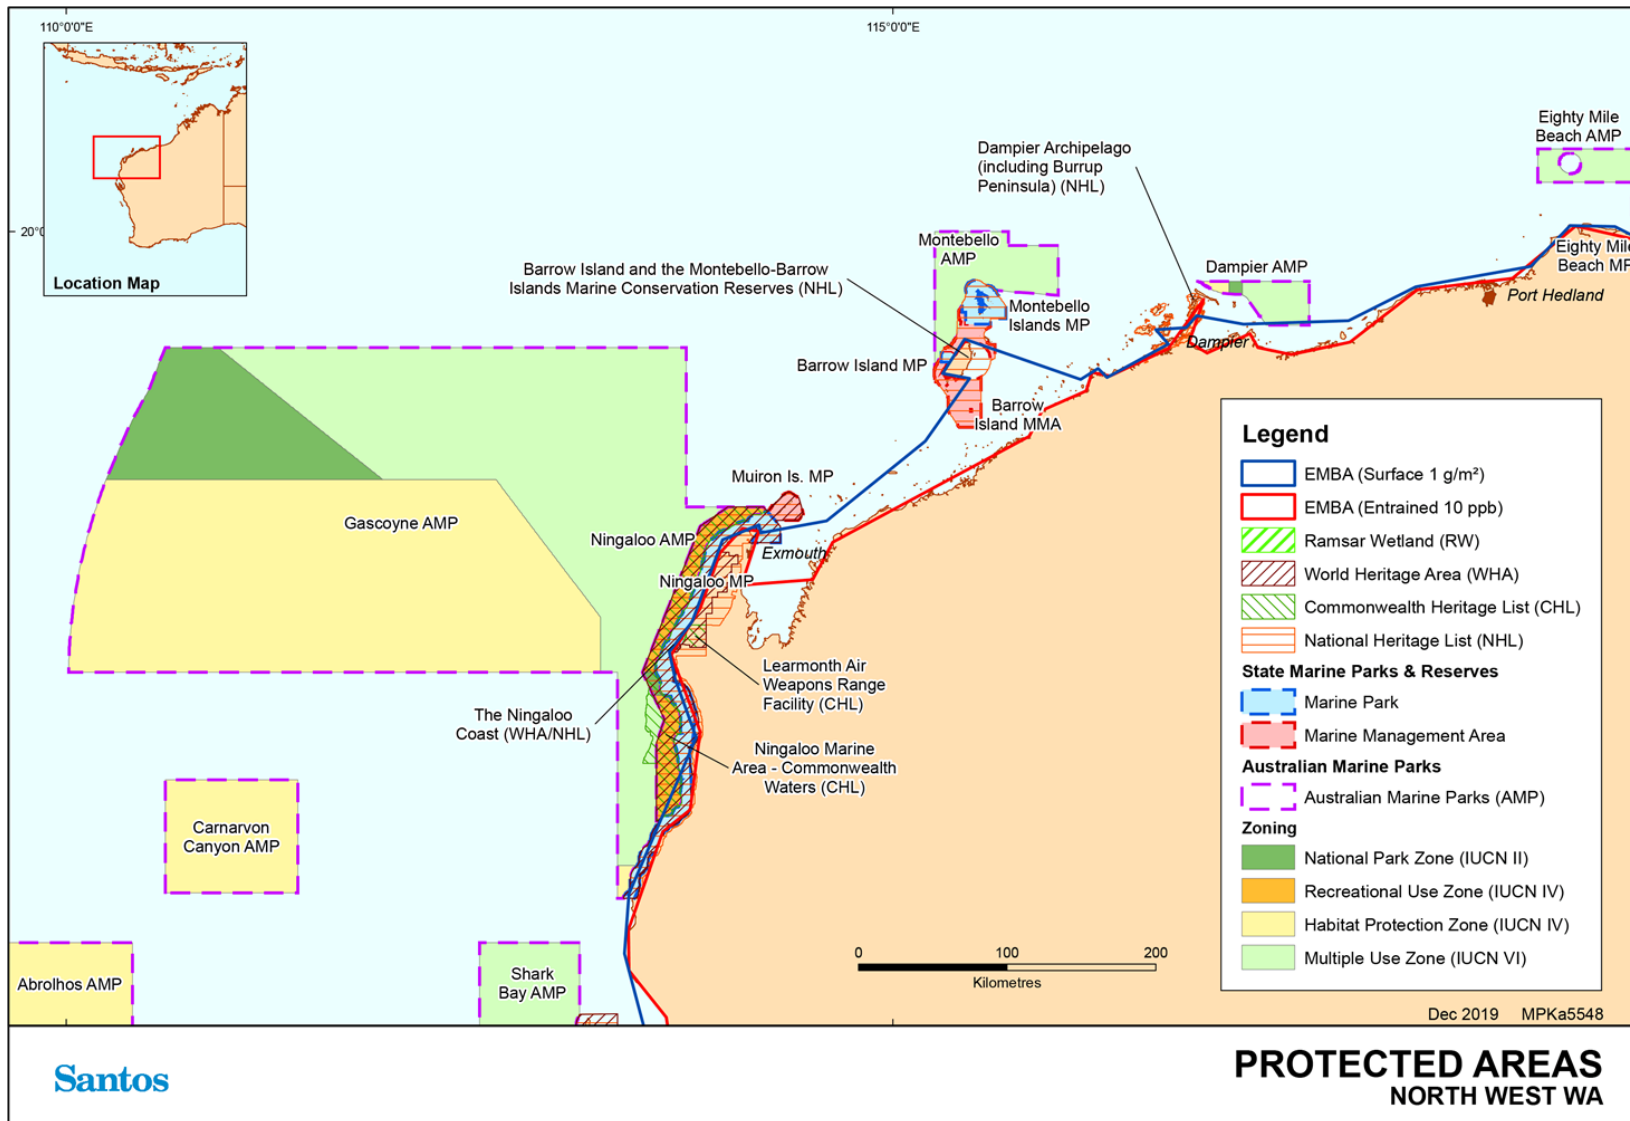 110°0'0"E
115°0'0"E
20°0
Location Map
Eighty Mile
Beach AMP
Dampier Archipelago
(including Burrup
Peninsula) (NHL)
Montebello
AMP
Barrow Island and the Montebello-Barrow
Islands Marine Conservation Reserves (NHL)
Dampier AMP
Eighty Mile
Beach MP
Port Hedland
Montebello
Islands MP
Dampier
Barrow Island MP
Barrow
Island MMA
Muiron Is. MP
Gascoyne AMP
Ningaloo AMP
Exmouth
Ningaloo MP
Learmonth Air
Weapons Range
Facility (CHL)
The Ningaloo
Coast (WHA/NHL)
Ningaloo Marine
Area - Commonwealth
Waters (CHL)
Carnarvon
Canyon AMP
Abrolhos AMP
Shark
Bay AMP
0 100 200
Kilometres
Legend
EMBA (Surface 1 g/m²)
EMBA (Entrained 10 ppb)
Ramsar Wetland (RW)
World Heritage Area (WHA)
Commonwealth Heritage List (CHL)
National Heritage List (NHL)
State Marine Parks & Reserves
Marine Park
Marine Management Area
Australian Marine Parks
Australian Marine Parks (AMP)
Zoning
National Park Zone (IUCN II)
Recreational Use Zone (IUCN IV)
Habitat Protection Zone (IUCN IV)
Multiple Use Zone (IUCN VI)
Dec 2019 MPKa5548
Santos
PROTECTED AREAS
NORTH WEST WA